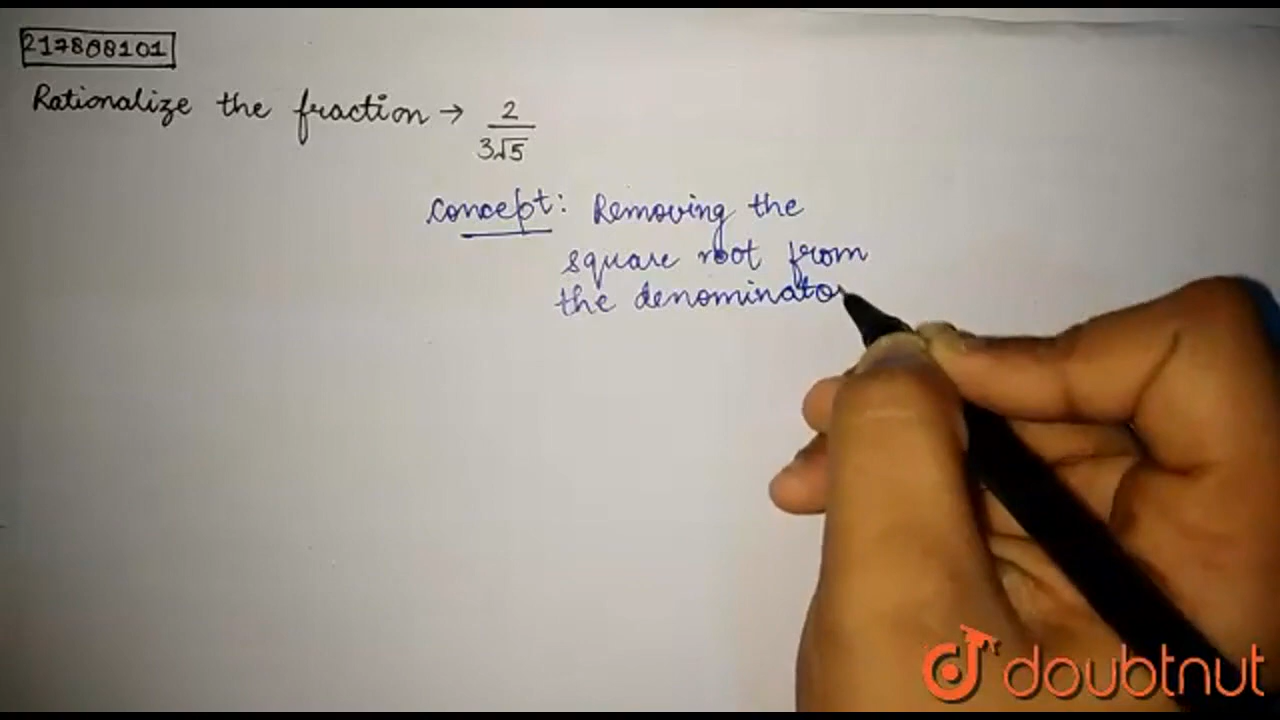 217808101
Rationalize the fraction → 2/3√5
Concept: Removing the
square root from
the denominator
doubtnut